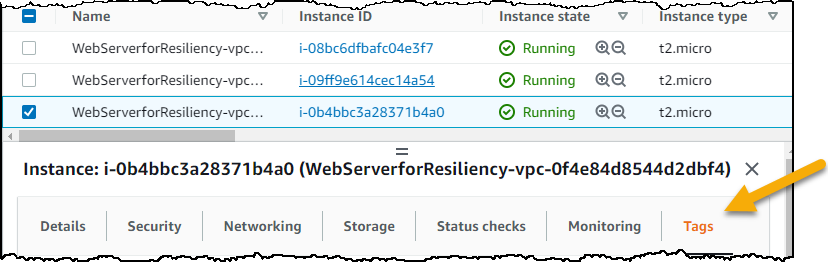 Name Instance ID Instance state Instance type
WebServerforResiliency-vpc... i-08bc6dfbafc04e3f7 Running t2.micro
WebServerforResiliency-vpc... i-09ff9e614cec14a54 Running t2.micro
WebServerforResiliency-vpc... i-0b4bbc3a28371b4a0 Running t2.micro
Instance: i-0b4bbc3a28371b4a0 (WebServerforResiliency-vpc-0f4e84d8544d2dbf4)
Details Security Networking Storage Status checks Monitoring Tags